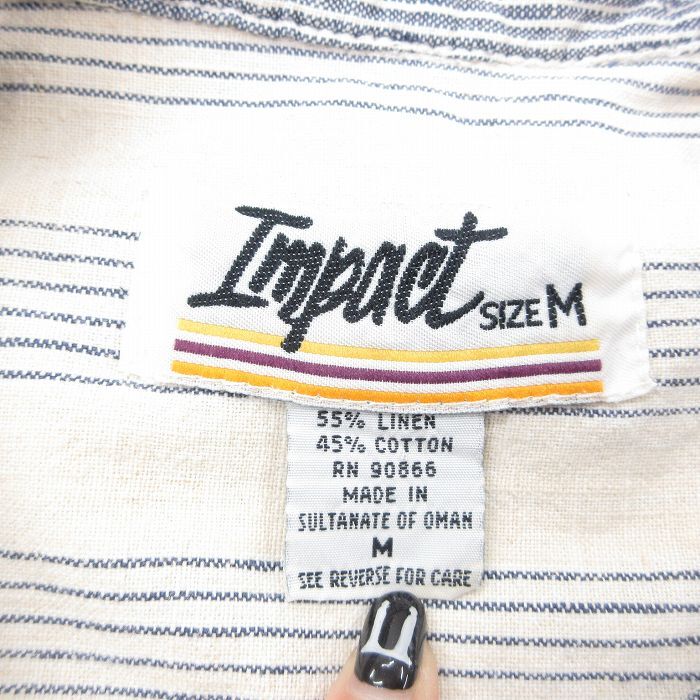 Impact SIZE M
55% LINEN
45% COTTON
RN 90866
MADE IN
SULTANATE OF OMAN
M
SEE REVERSE FOR CARE